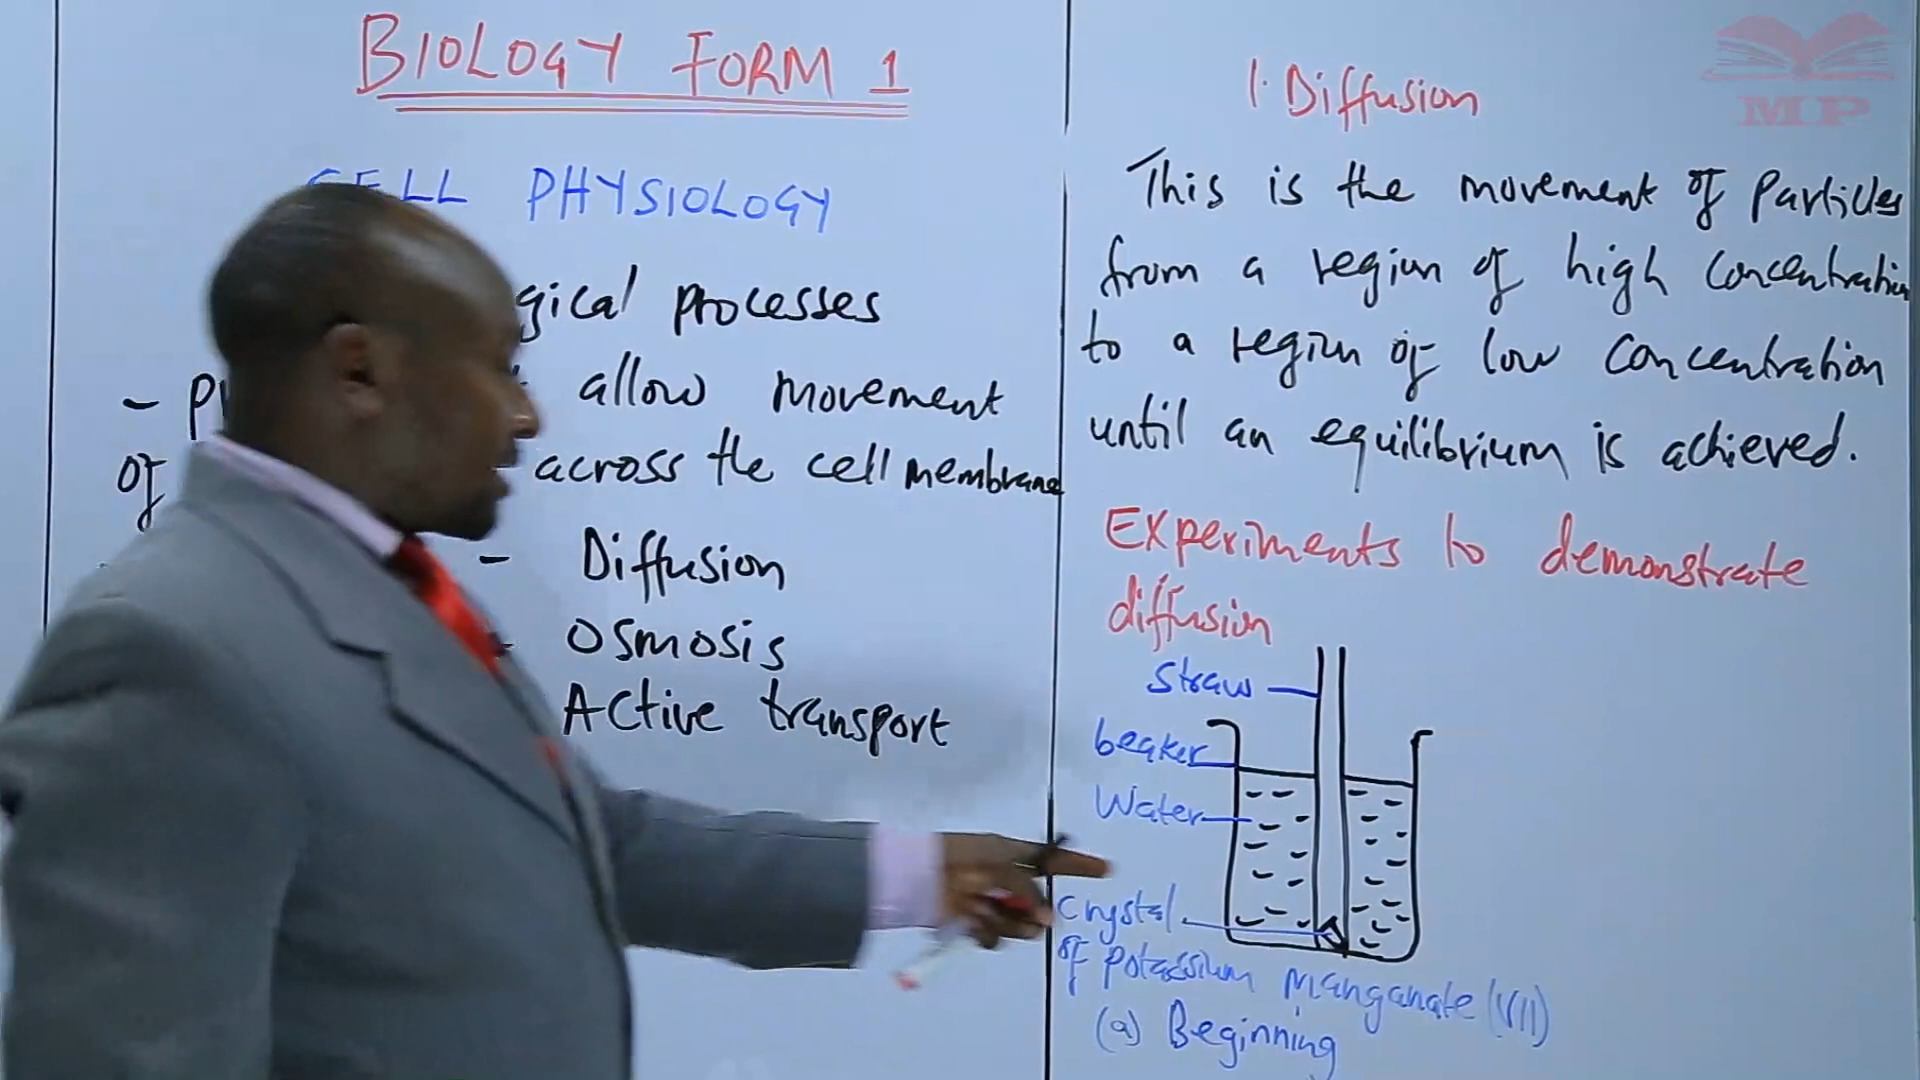 BIOLOGY FORM 1
CELL PHYSIOLOGY
gical processes
- allow movement
of across the cell membrane
- Diffusion
- Osmosis
Active transport
1. Diffusion
This is the movement of particles
from a region of high concentration
to a region of low concentration
until an equilibrium is achieved.
Experiments to demonstrate
diffusion
Straw
beaker
Water
Crystal
of potassium manganate (VII)
(a) Beginning
MP